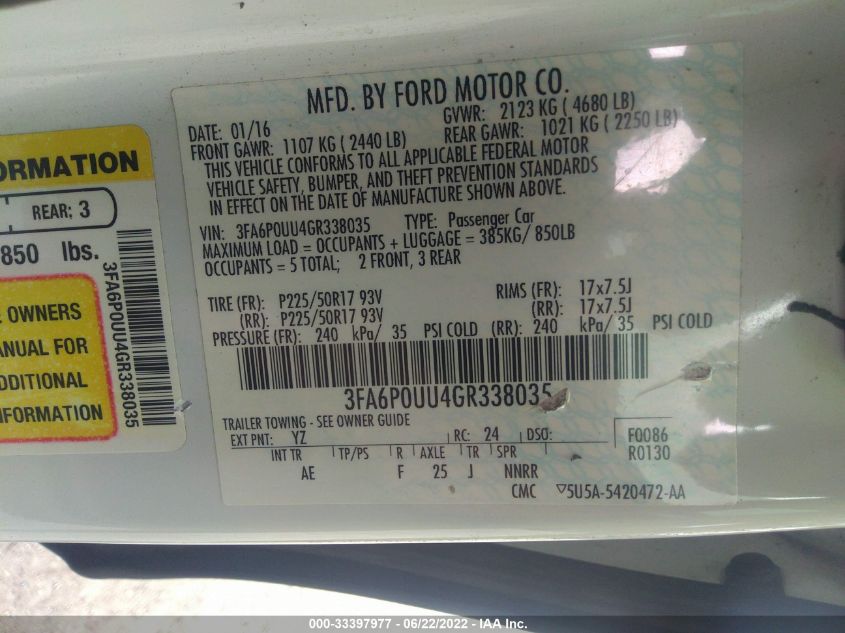 MFD. BY FORD MOTOR CO.
DATE: 01/16 GVWR: 2123 KG ( 4680 LB)
FRONT GAWR: 1107 KG ( 2440 LB) REAR GAWR: 1021 KG ( 2250 LB)
THIS VEHICLE CONFORMS TO ALL APPLICABLE FEDERAL MOTOR
VEHICLE SAFETY, BUMPER, AND THEFT PREVENTION STANDARDS
IN EFFECT ON THE DATE OF MANUFACTURE SHOWN ABOVE.
VIN: 3FA6P0UU4GR338035 TYPE: Passenger Car
MAXIMUM LOAD = OCCUPANTS + LUGGAGE = 385KG/ 850LB
OCCUPANTS = 5 TOTAL; 2 FRONT, 3 REAR
TIRE (FR): P225/50R17 93V RIMS (FR): 17x7.5J
(RR): P225/50R17 93V (RR): 17x7.5J
PRESSURE (FR): 240 kPa/ 35 PSI COLD (RR): 240 kPa/ 35 PSI COLD
3FA6P0UU4GR338035
TRAILER TOWING - SEE OWNER GUIDE
EXT PNT: YZ RC: 24 DSO: F0086
INT TR TP/PS R AXLE TR SPR R0130
AE F 25 J NNRR
CMC ▽5U5A-5420472-AA
ORMATION
REAR: 3
850 lbs.
3FA6P0UU4GR338035
OWNERS
ANUAL FOR
ADDITIONAL
INFORMATION
000-33397977 - 06/22/2022 - IAA Inc.